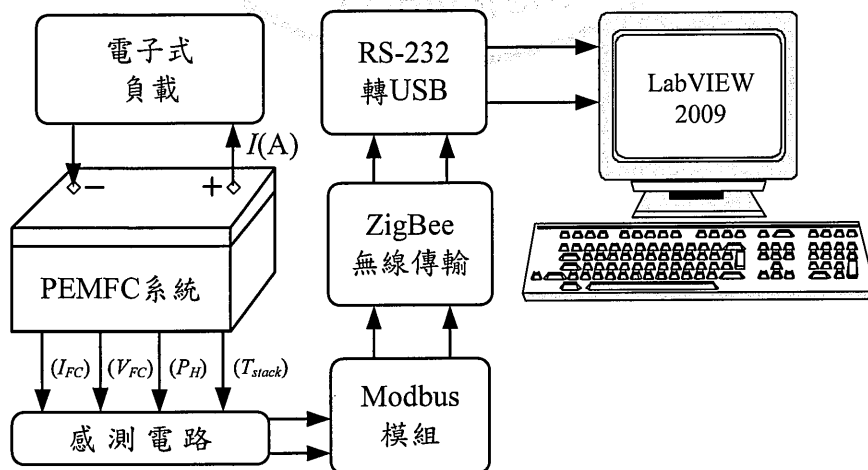 電子式
負載
I(A)
− +
PEMFC系統
(I_FC) (V_FC) (P_H) (T_stack)
感測電路
RS-232
轉USB
ZigBee
無線傳輸
Modbus
模組
LabVIEW
2009